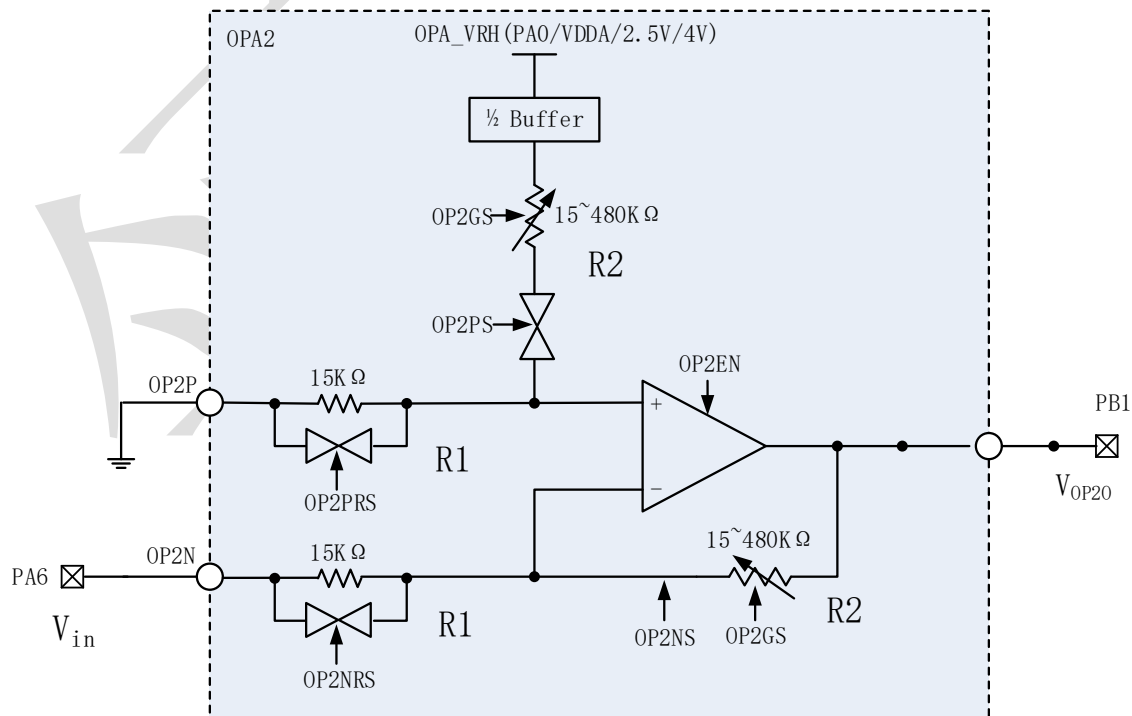 OPA2
OPA_VRH(PA0/VDDA/2.5V/4V)
½ Buffer
OP2GS
15~480KΩ
R2
OP2PS
OP2EN
OP2P
15KΩ
+
PB1
R1
OP2PRS
−
V_OP2O
OP2N
15KΩ
15~480KΩ
PA6
V_in
R1
OP2NS
OP2GS
R2
OP2NRS